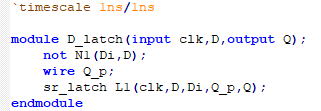 `timescale 1ns/1ns
module D_latch(input clk,D,output Q);
not N1(Di,D);
wire Q_p;
sr_latch L1(clk,D,Di,Q_p,Q);
endmodule